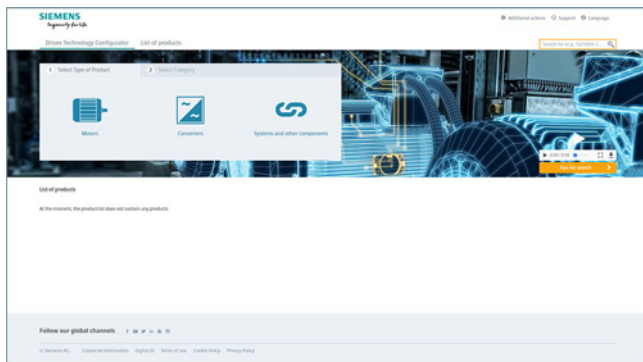 SIEMENS
Ingenuity for life
Additional actions Support Language
Drives Technology Configurator List of products
1 Select Type of Product 2 Select Category
Motors Converters Systems and other components
Tips for search
List of products
At the moment, the product list does not contain any products.
Follow our global channels
© Siemens AG Corporate Information Digital ID Terms of use Cookie Policy Privacy Policy